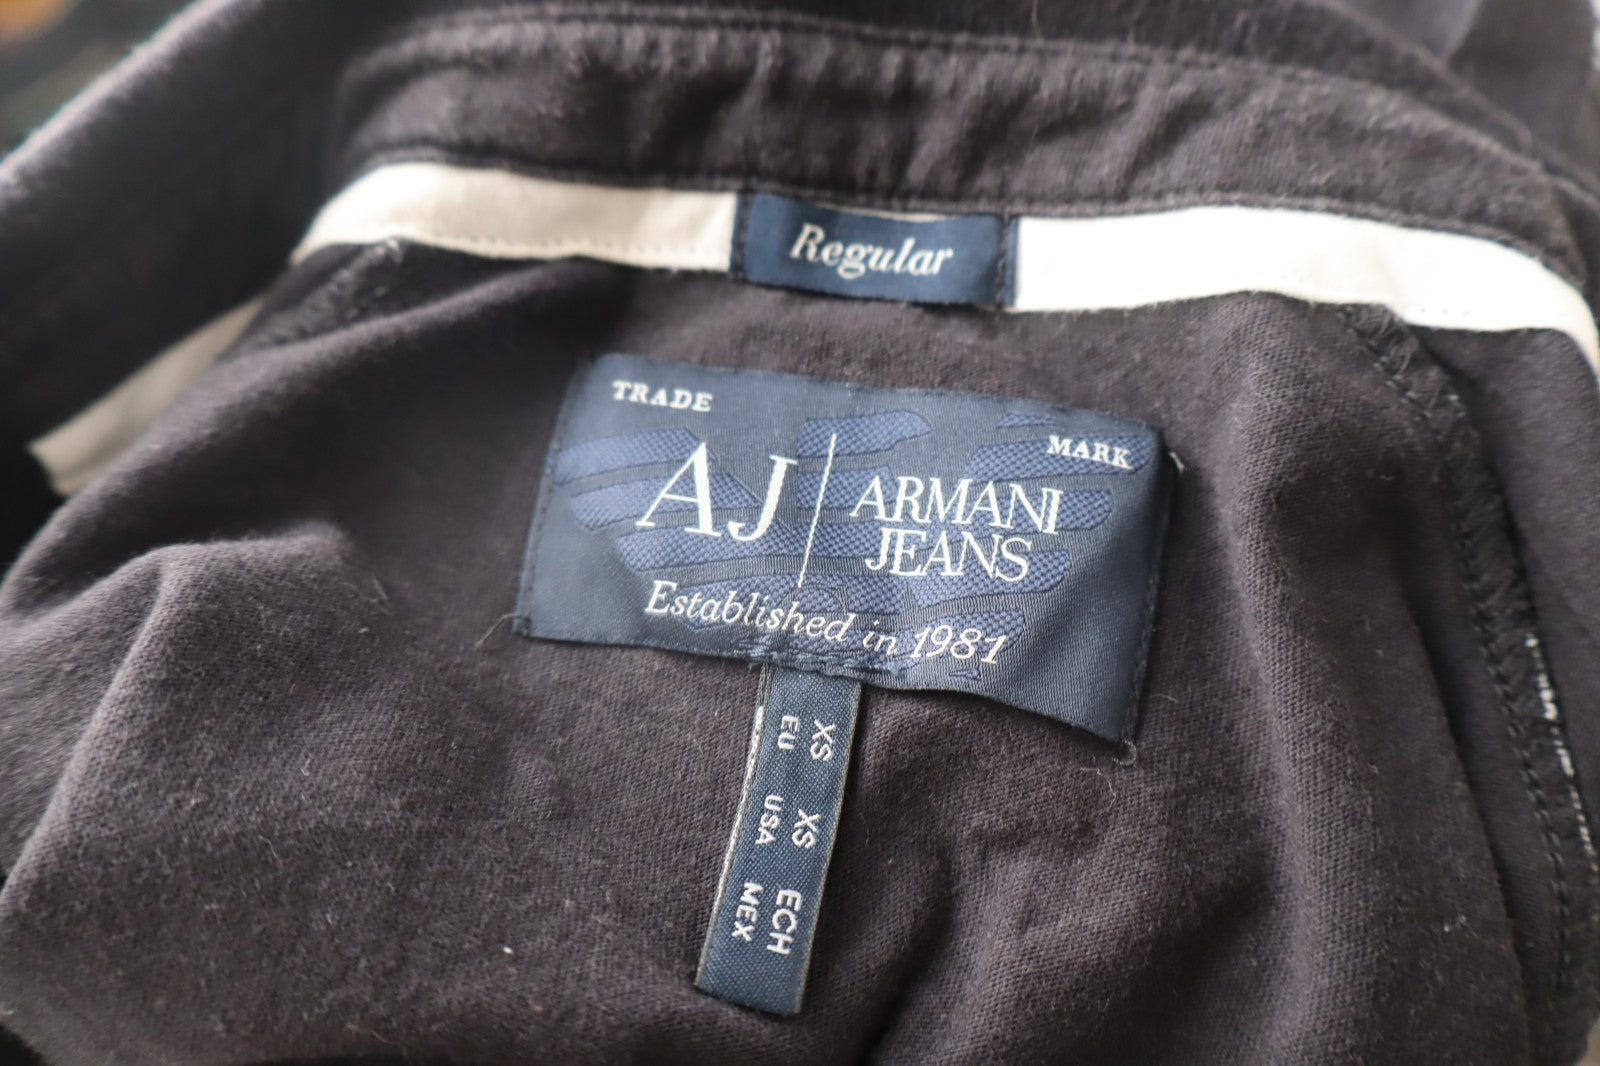 Regular
TRADE
MARK
AJ
ARMANI
JEANS
Established in 1981
XS XS ECH
EU USA MEX